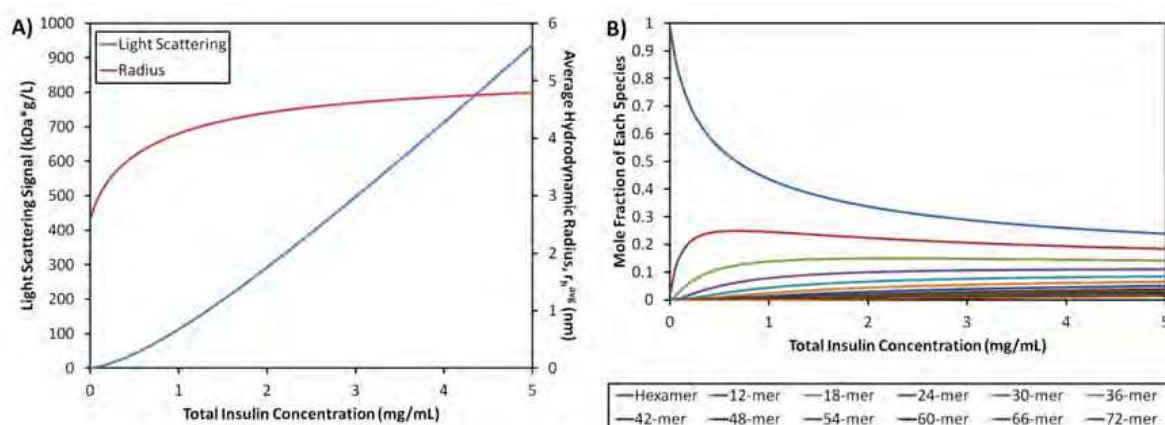 A)
Light Scattering
Radius
Light Scattering Signal (kDa*g/L)
1000
900
800
700
600
500
400
300
200
100
0
Average Hydrodynamic Radius, rₕᵃᵛᵍ (nm)
6
5
4
3
2
1
0
0 1 2 3 4 5
Total Insulin Concentration (mg/mL)
B)
Mole Fraction of Each Species
1
0.9
0.8
0.7
0.6
0.5
0.4
0.3
0.2
0.1
0
0 1 2 3 4 5
Total Insulin Concentration (mg/mL)
Hexamer 12-mer 18-mer 24-mer 30-mer 36-mer
42-mer 48-mer 54-mer 60-mer 66-mer 72-mer